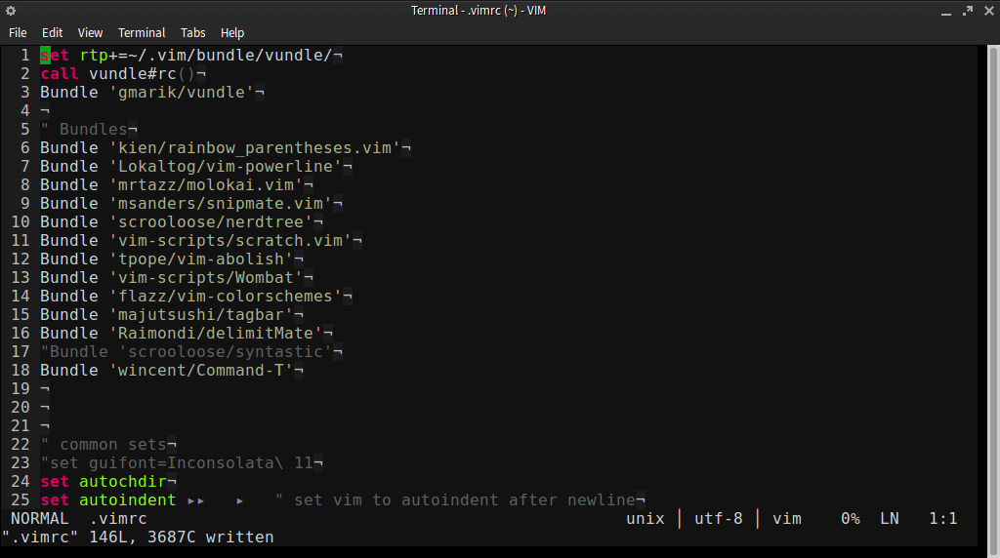 Terminal - .vimrc (~) - VIM
File Edit View Terminal Tabs Help
1 set rtp+=~/.vim/bundle/vundle/¬
2 call vundle#rc()¬
3 Bundle 'gmarik/vundle'¬
4 ¬
5 " Bundles¬
6 Bundle 'kien/rainbow_parentheses.vim'¬
7 Bundle 'Lokaltog/vim-powerline'¬
8 Bundle 'mrtazz/molokai.vim'¬
9 Bundle 'msanders/snipmate.vim'¬
10 Bundle 'scrooloose/nerdtree'¬
11 Bundle 'vim-scripts/scratch.vim'¬
12 Bundle 'tpope/vim-abolish'¬
13 Bundle 'vim-scripts/Wombat'¬
14 Bundle 'flazz/vim-colorschemes'¬
15 Bundle 'majutsushi/tagbar'¬
16 Bundle 'Raimondi/delimitMate'¬
17 "Bundle 'scrooloose/syntastic'¬
18 Bundle 'wincent/Command-T'¬
19 ¬
20 ¬
21 ¬
22 " common sets¬
23 "set guifont=Inconsolata\ 11¬
24 set autochdir¬
25 set autoindent ▸▸   ▸   " set vim to autoindent after newline¬
NORMAL .vimrc unix │ utf-8 │ vim 0% LN 1:1
".vimrc" 146L, 3687C written